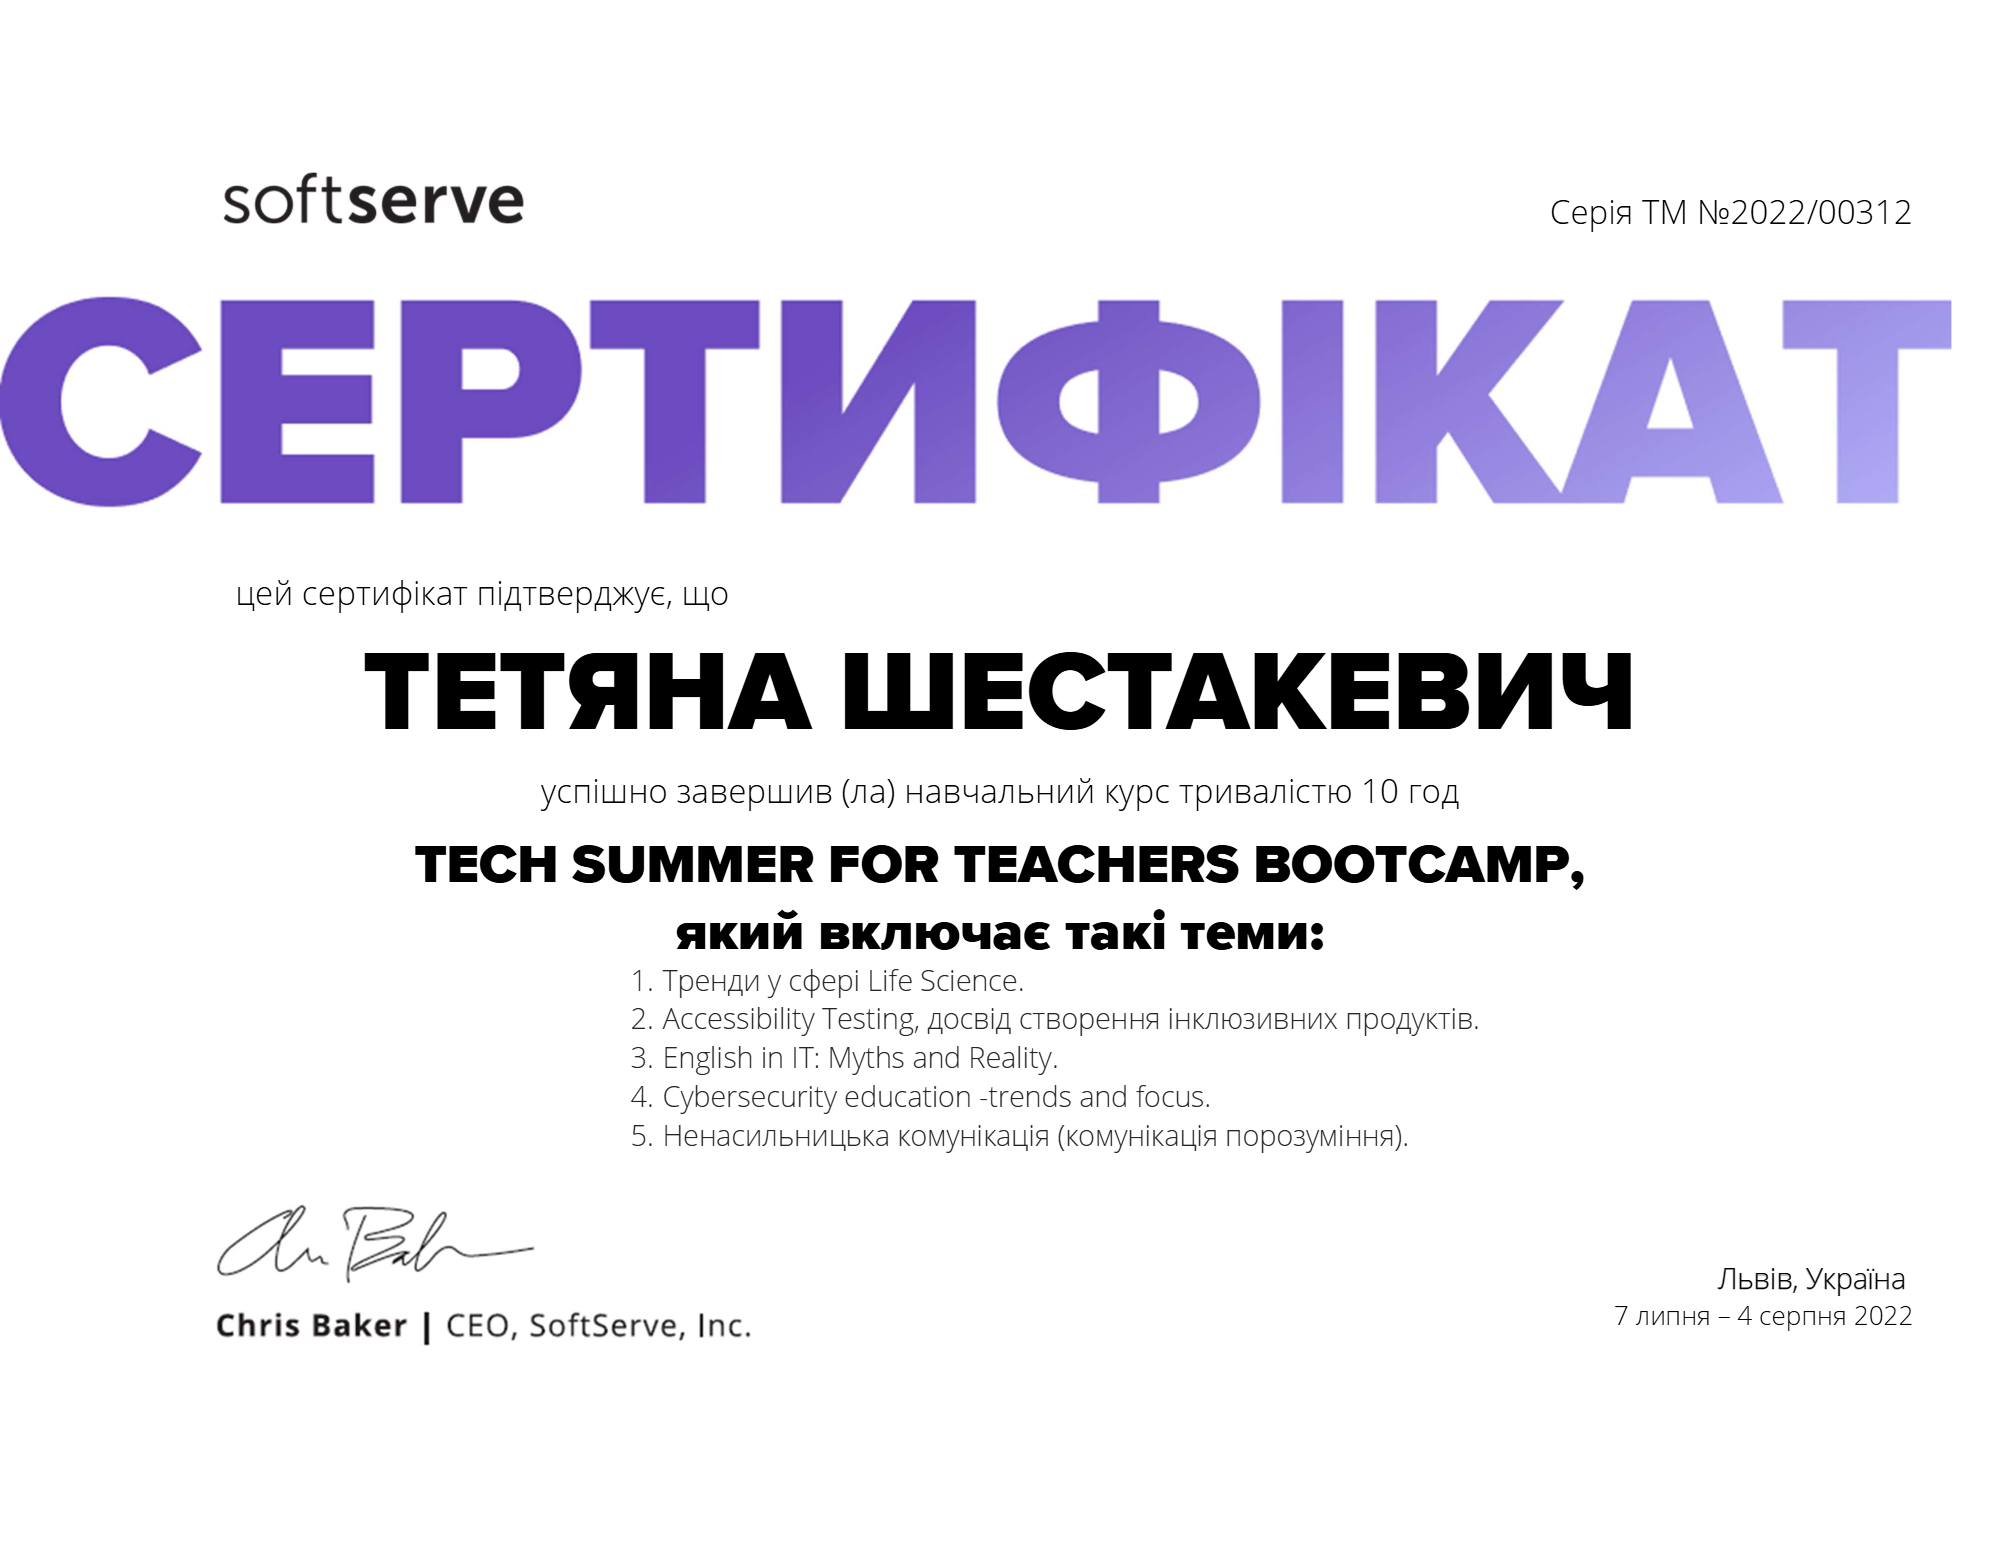 softserve
Серія ТМ №2022/00312
СЕРТИФІКАТ
цей сертифікат підтверджує, що
ТЕТЯНА ШЕСТАКЕВИЧ
успішно завершив (ла) навчальний курс тривалістю 10 год
TECH SUMMER FOR TEACHERS BOOTCAMP,
який включає такі теми:
1. Тренди у сфері Life Science.
2. Accessibility Testing, досвід створення інклюзивних продуктів.
3. English in IT: Myths and Reality.
4. Cybersecurity education -trends and focus.
5. Ненасильницька комунікація (комунікація порозуміння).
Chris Baker | CEO, SoftServe, Inc.
Львів, Україна
7 липня – 4 серпня 2022